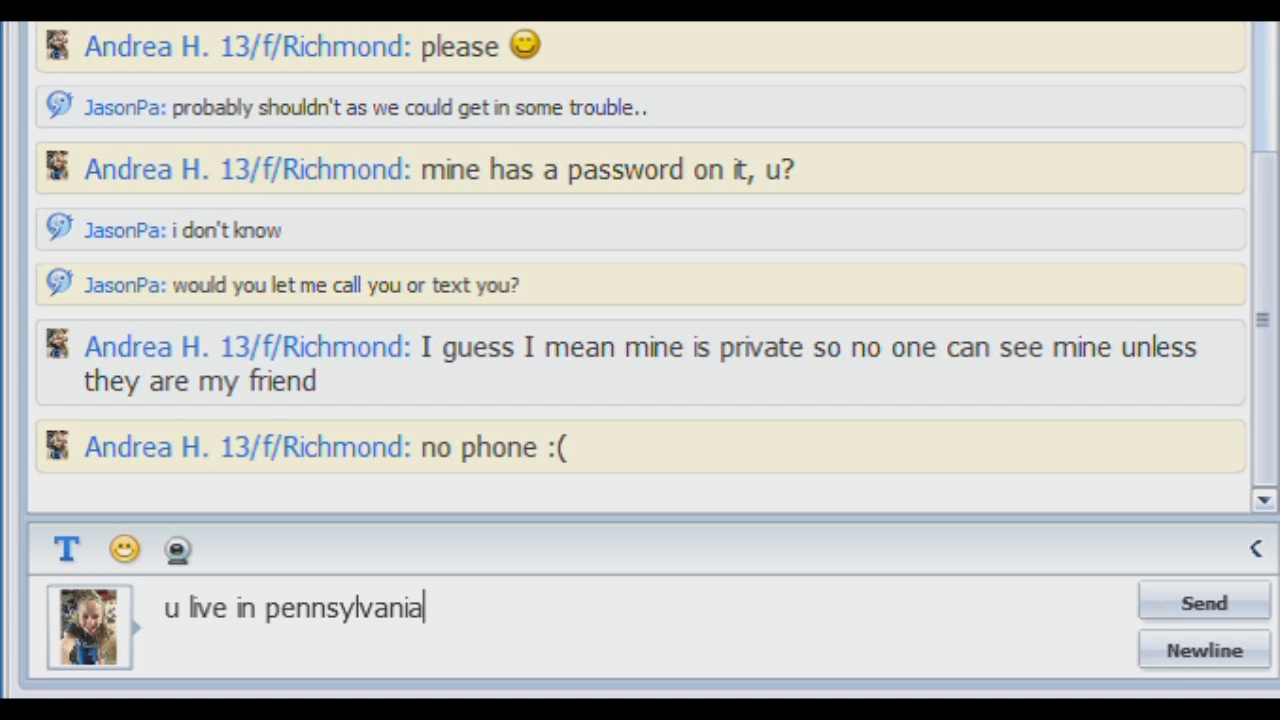 Andrea H. 13/f/Richmond: please
JasonPa: probably shouldn't as we could get in some trouble..
Andrea H. 13/f/Richmond: mine has a password on it, u?
JasonPa: i don't know
JasonPa: would you let me call you or text you?
Andrea H. 13/f/Richmond: I guess I mean mine is private so no one can see mine unless
they are my friend
Andrea H. 13/f/Richmond: no phone :(
T
u live in pennsylvania
Send
Newline